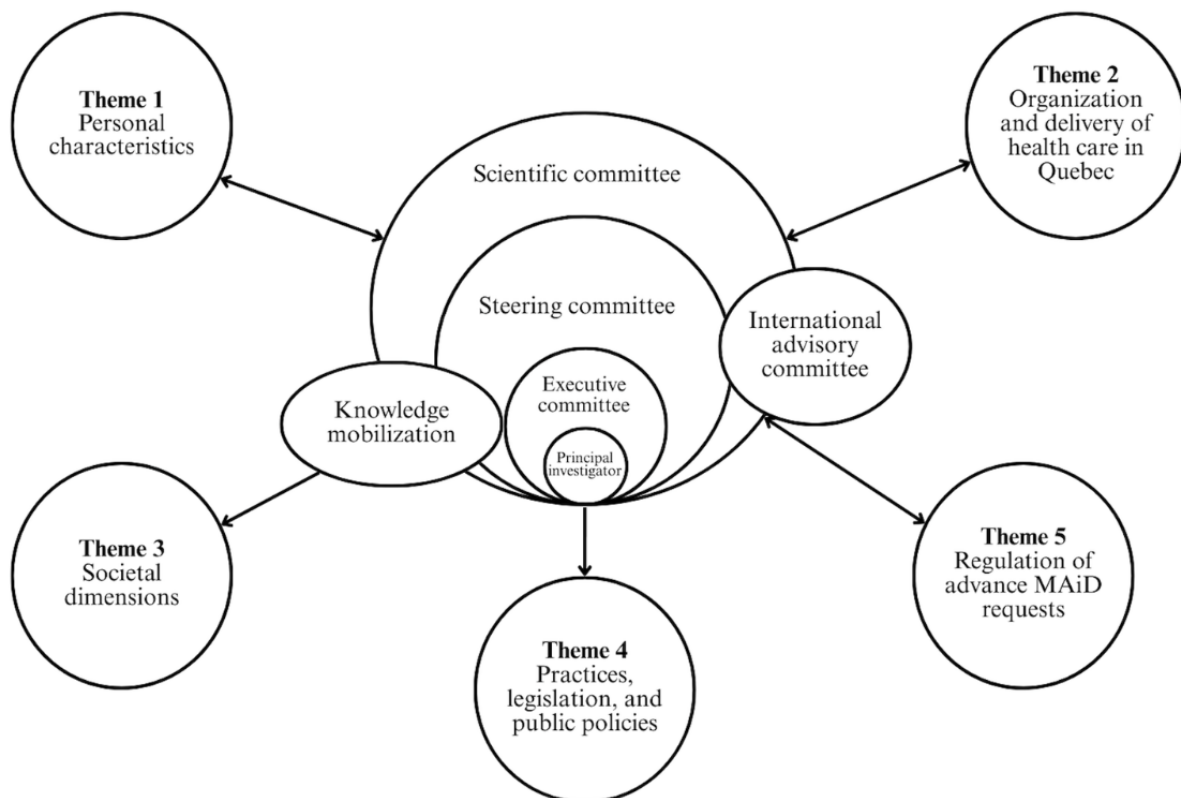 Theme 1
Personal
characteristics
Theme 2
Organization
and delivery of
health care in
Quebec
Scientific committee
Steering committee
International
advisory
committee
Executive
committee
Knowledge
mobilization
Principal
investigator
Theme 3
Societal
dimensions
Theme 4
Practices,
legislation, and
public policies
Theme 5
Regulation of
advance MAiD
requests